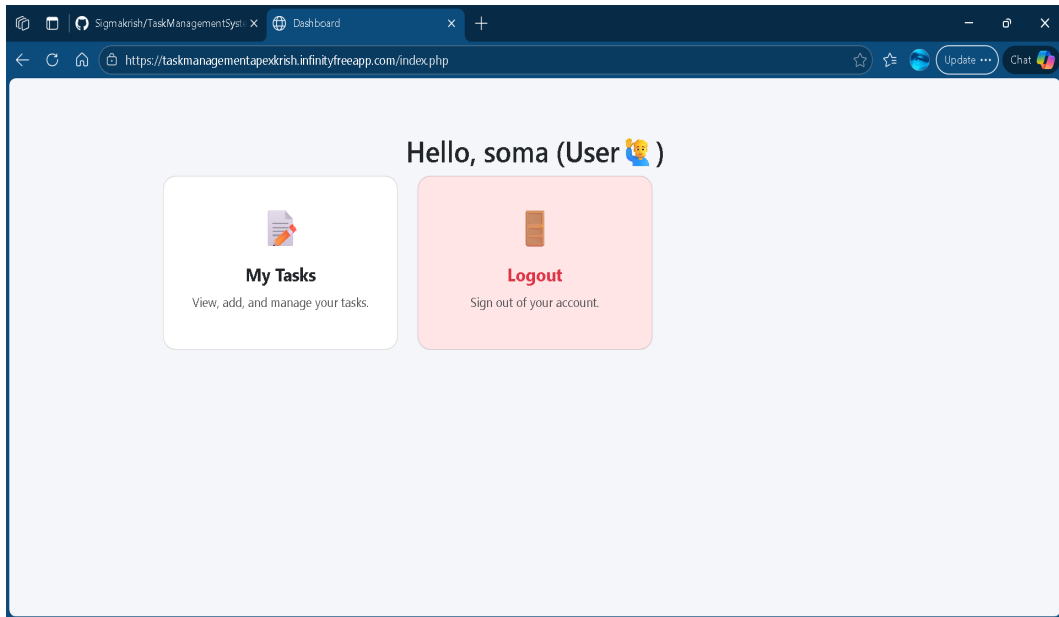 Sigmakrish/TaskManagementSyst
Dashboard
https://taskmanagementapexkrish.infinityfreeapp.com/index.php
Update
Chat
Hello, soma (User🙋‍♂️)
My Tasks
View, add, and manage your tasks.
Logout
Sign out of your account.